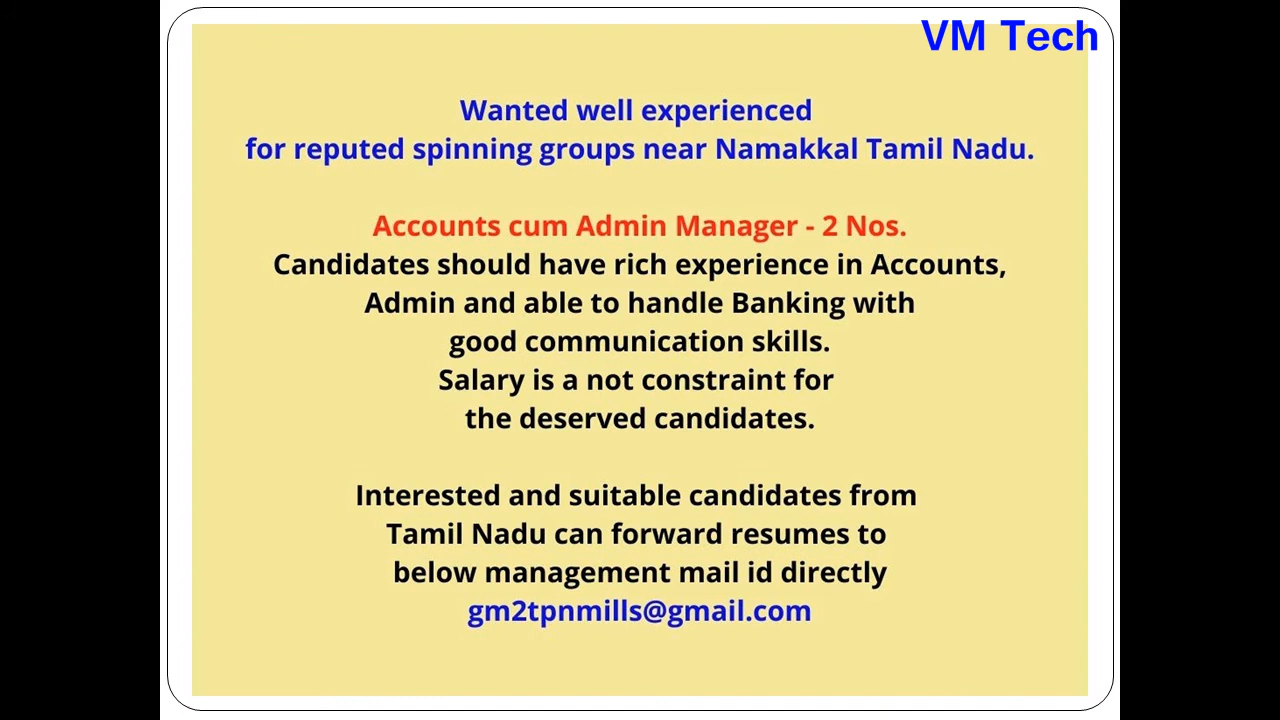 VM Tech
Wanted well experienced
for reputed spinning groups near Namakkal Tamil Nadu.
Accounts cum Admin Manager - 2 Nos.
Candidates should have rich experience in Accounts,
Admin and able to handle Banking with
good communication skills.
Salary is a not constraint for
the deserved candidates.
Interested and suitable candidates from
Tamil Nadu can forward resumes to
below management mail id directly
gm2tpnmills@gmail.com